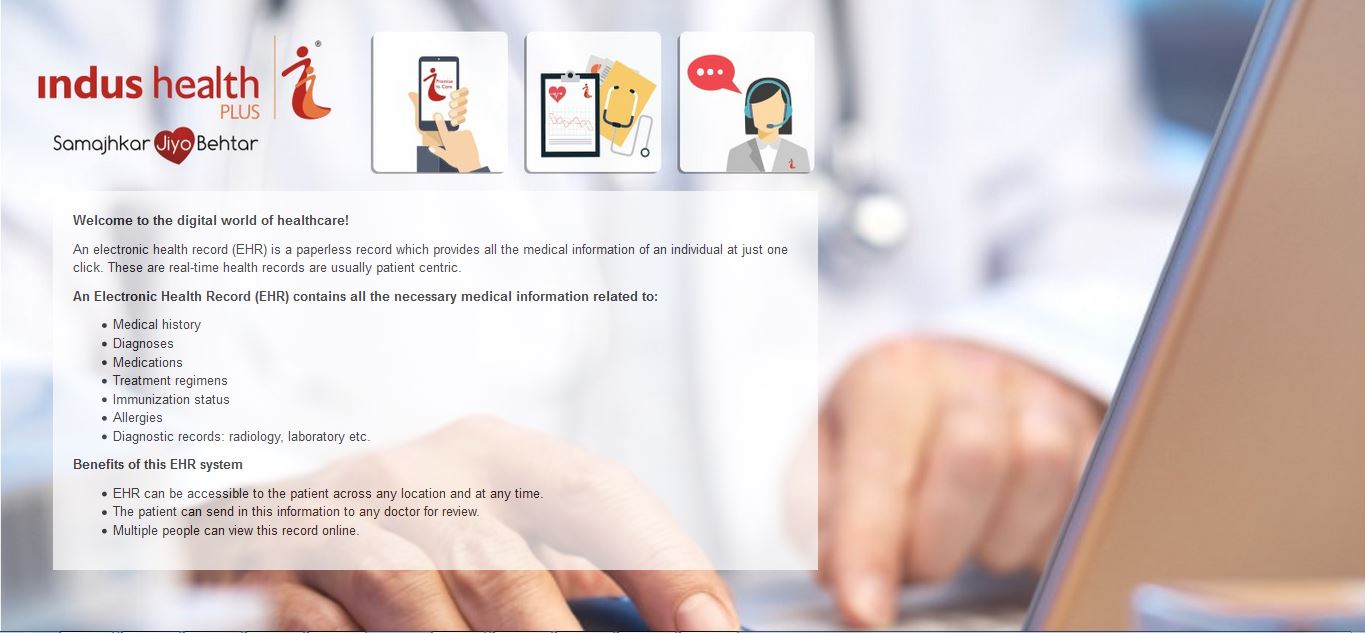 ındus health
PLUS
®
Samajhkar Jiyo Behtar
Promise
to Care
Welcome to the digital world of healthcare!
An electronic health record (EHR) is a paperless record which provides all the medical information of an individual at just one
click. These are real-time health records are usually patient centric.
An Electronic Health Record (EHR) contains all the necessary medical information related to:
• Medical history
• Diagnoses
• Medications
• Treatment regimens
• Immunization status
• Allergies
• Diagnostic records: radiology, laboratory etc.
Benefits of this EHR system
• EHR can be accessible to the patient across any location and at any time.
• The patient can send in this information to any doctor for review.
• Multiple people can view this record online.